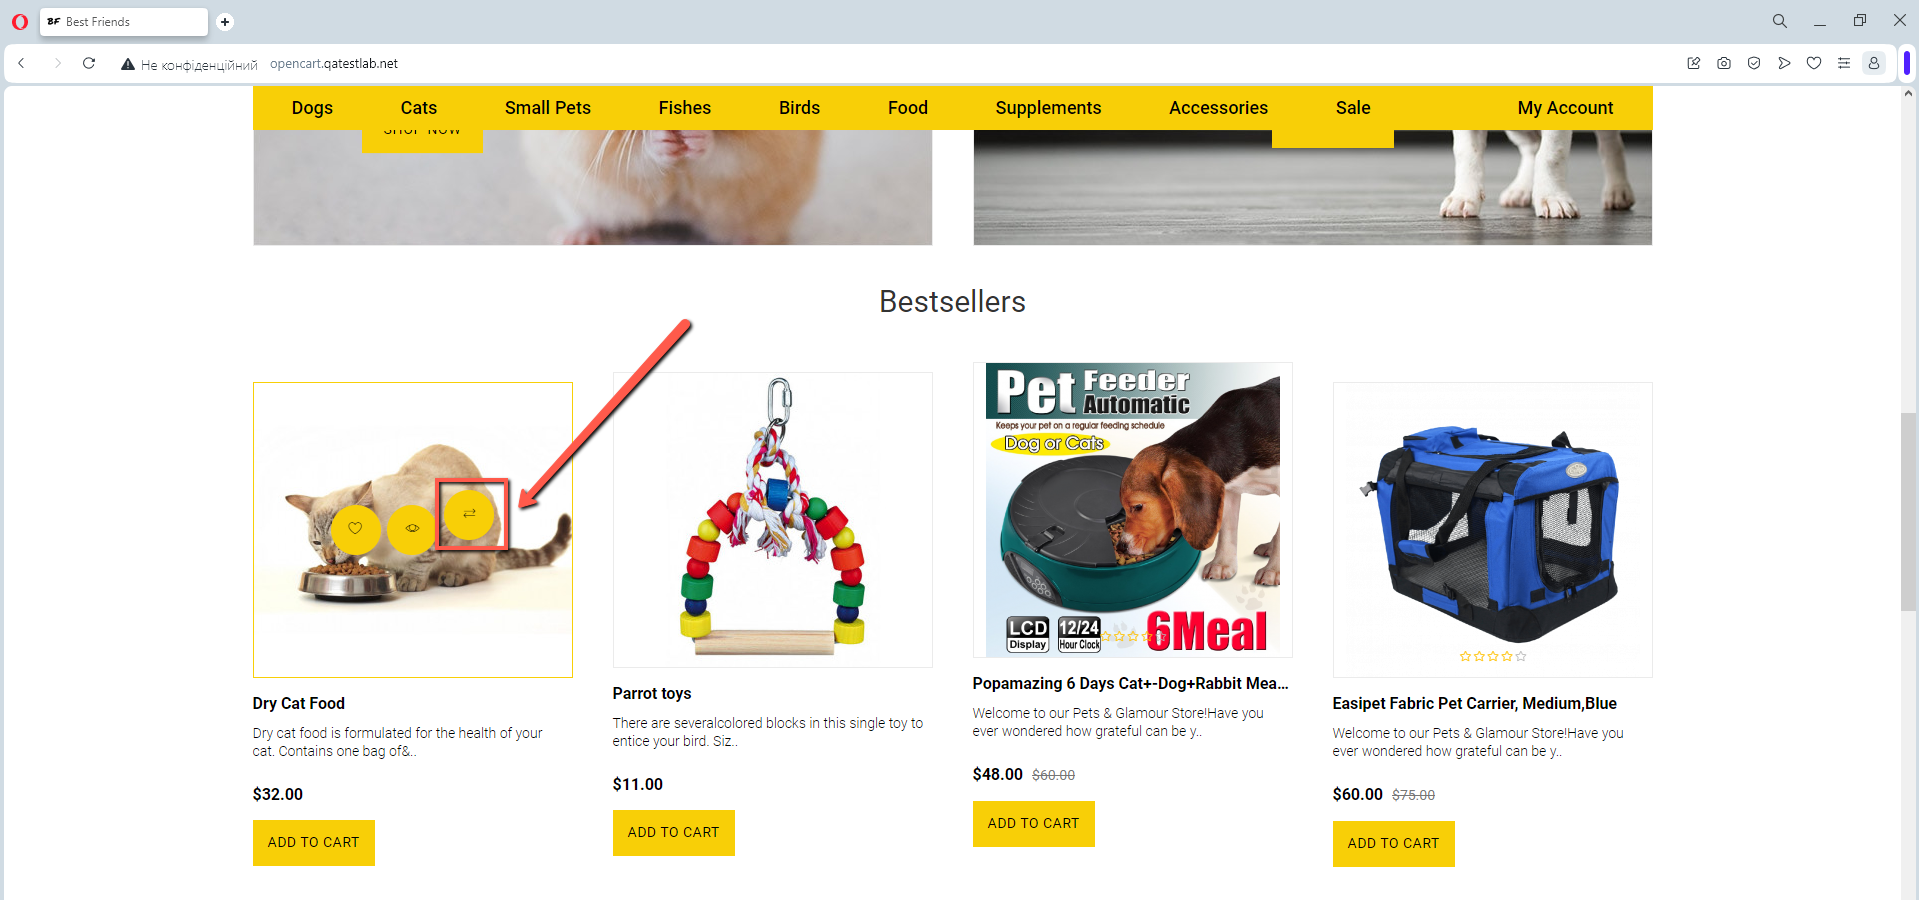 BF Best Friends
Не конфіденційний opencart.qatestlab.net
Dogs Cats Small Pets Fishes Birds Food Supplements Accessories Sale My Account
SHOP NOW
Bestsellers
Pet Feeder
Automatic
Keeps your pet on a regular feeding schedule
Dog or Cats
LCD
Display
12/24
Hour Clock
6Meal
Dry Cat Food
Dry cat food is formulated for the health of your
cat. Contains one bag of&..
$32.00
ADD TO CART
Parrot toys
There are severalcolored blocks in this single toy to
entice your bird. Siz..
$11.00
ADD TO CART
Popamazing 6 Days Cat+-Dog+Rabbit Mea...
Welcome to our Pets & Glamour Store!Have you
ever wondered how grateful can be y..
$48.00 $60.00
ADD TO CART
Easipet Fabric Pet Carrier, Medium,Blue
Welcome to our Pets & Glamour Store!Have you
ever wondered how grateful can be y..
$60.00 $75.00
ADD TO CART